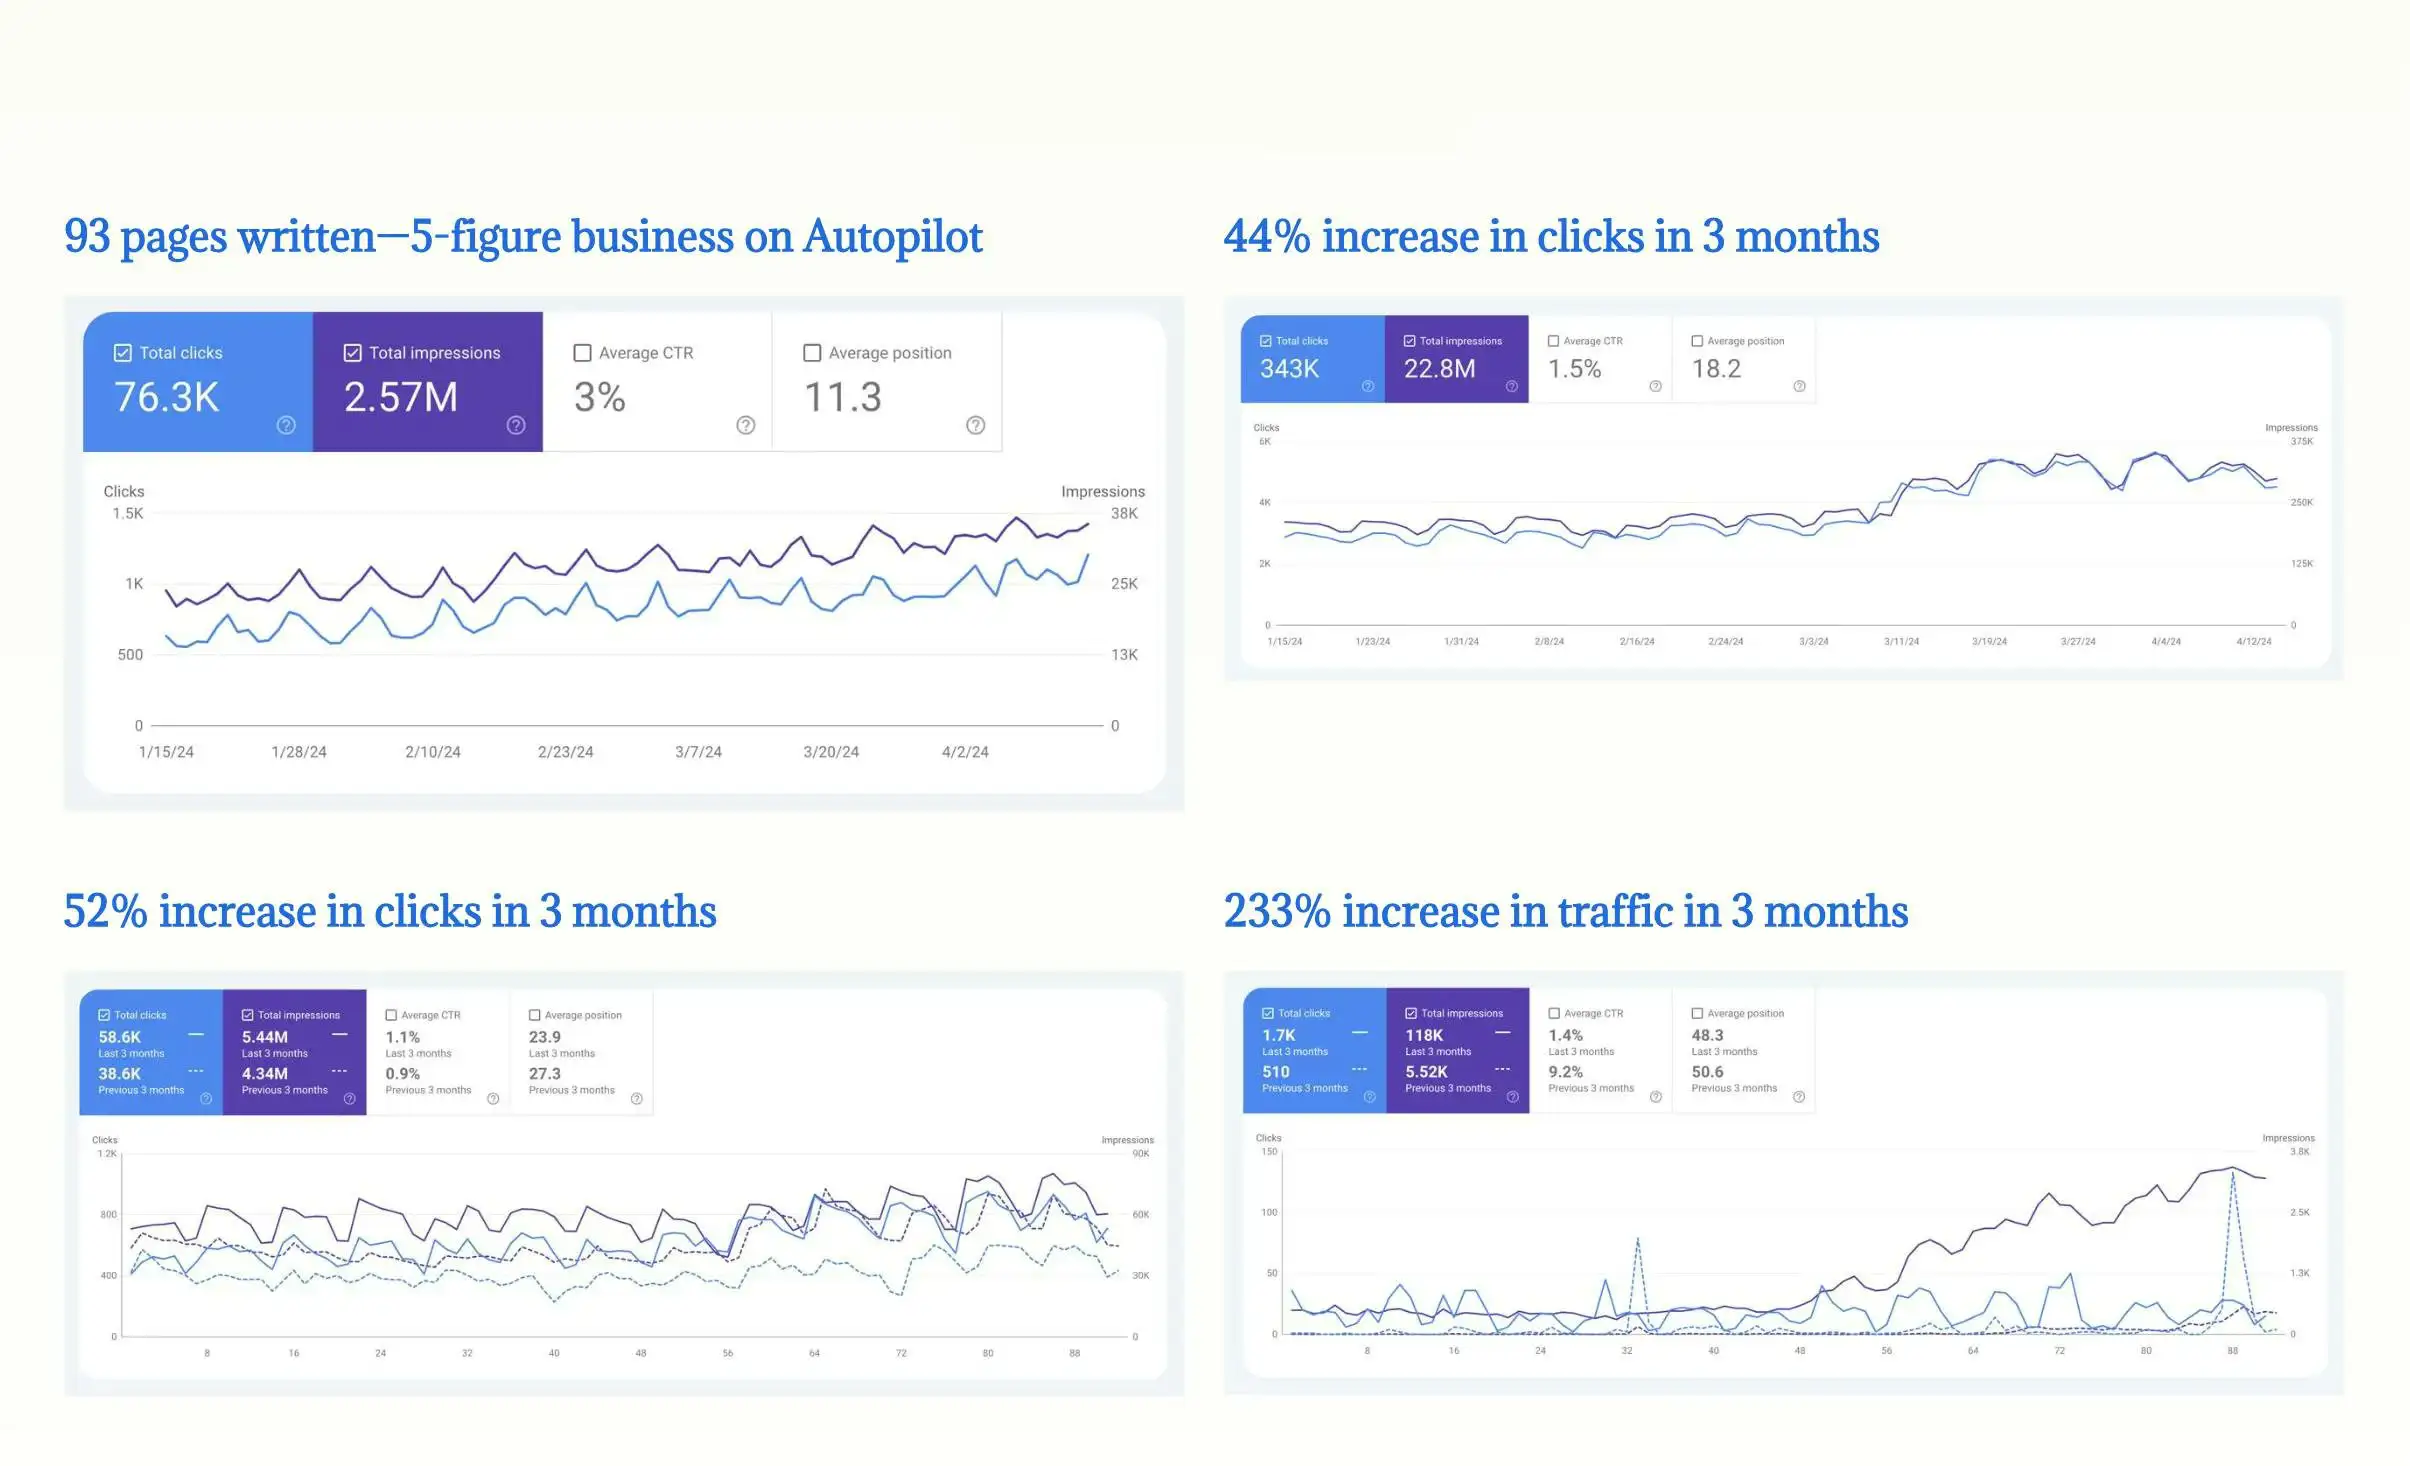 93 pages written—5-figure business on Autopilot
Total clicks
76.3K
Total impressions
2.57M
Average CTR
3%
Average position
11.3
Clicks
Impressions
1.5K
38K
1K
25K
500
13K
0
0
1/15/24 1/28/24 2/10/24 2/23/24 3/7/24 3/20/24 4/2/24
44% increase in clicks in 3 months
Total clicks
343K
Total impressions
22.8M
Average CTR
1.5%
Average position
18.2
Clicks
Impressions
6K
375K
4K
250K
2K
125K
0
0
1/15/24 1/23/24 1/31/24 2/8/24 2/16/24 2/24/24 3/3/24 3/11/24 3/19/24 3/27/24 4/4/24 4/12/24
52% increase in clicks in 3 months
Total clicks
58.6K
Last 3 months
38.6K
Previous 3 months
Total impressions
5.44M
Last 3 months
4.34M
Previous 3 months
Average CTR
1.1%
Last 3 months
0.9%
Previous 3 months
Average position
23.9
Last 3 months
27.3
Previous 3 months
Clicks
Impressions
1.2K
90K
800
60K
400
30K
0
0
8 16 24 32 40 48 56 64 72 80 88
233% increase in traffic in 3 months
Total clicks
1.7K
Last 3 months
510
Previous 3 months
Total impressions
118K
Last 3 months
5.52K
Previous 3 months
Average CTR
1.4%
Last 3 months
9.2%
Previous 3 months
Average position
48.3
Last 3 months
50.6
Previous 3 months
Clicks
Impressions
150
3.8K
100
2.5K
50
1.3K
0
0
8 16 24 32 40 48 56 64 72 80 88